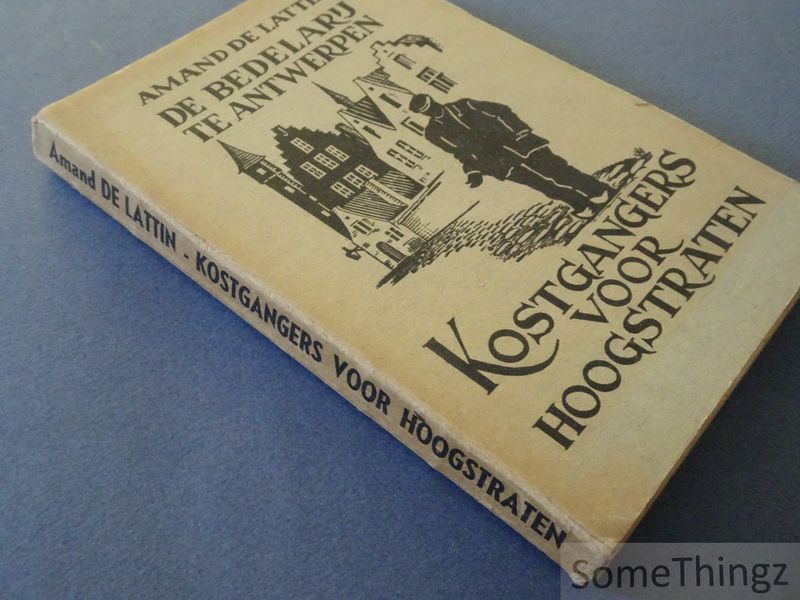 AMAND DE LATTIN
DE BEDELARIJ
TE ANTWERPEN
KOSTGANGERS
VOOR
HOOGSTRATEN
Amand DE LATTIN - KOSTGANGERS VOOR HOOGSTRATEN
SomeThingz